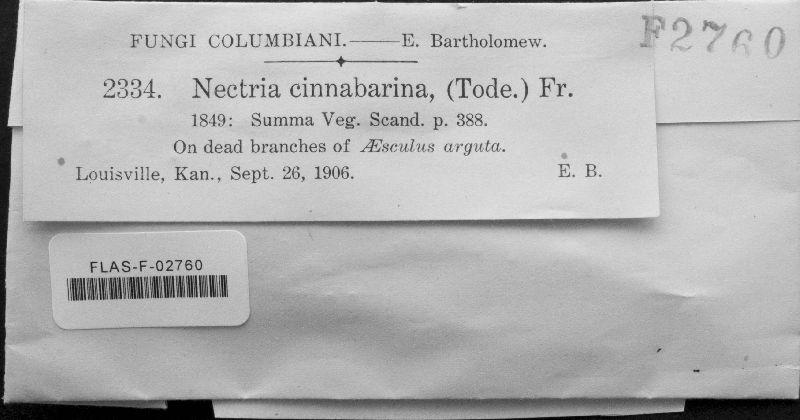 FUNGI COLUMBIANI.——E. Bartholomew.
F2760
2334. Nectria cinnabarina, (Tode.) Fr.
1849: Summa Veg. Scand. p. 388.
On dead branches of Æsculus arguta.
Louisville, Kan., Sept. 26, 1906. E. B.
FLAS-F-02760